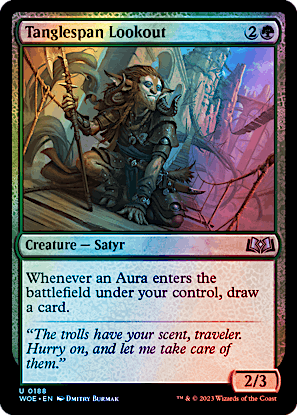 Tanglespan Lookout 2
Creature — Satyr
Whenever an Aura enters the
battlefield under your control, draw
a card.
“The trolls have your scent, traveler.
Hurry on, and let me take care of
them.”
2/3
U 0188
WOE • EN Dmitry Burmak ™ & © 2023 Wizards of the Coast